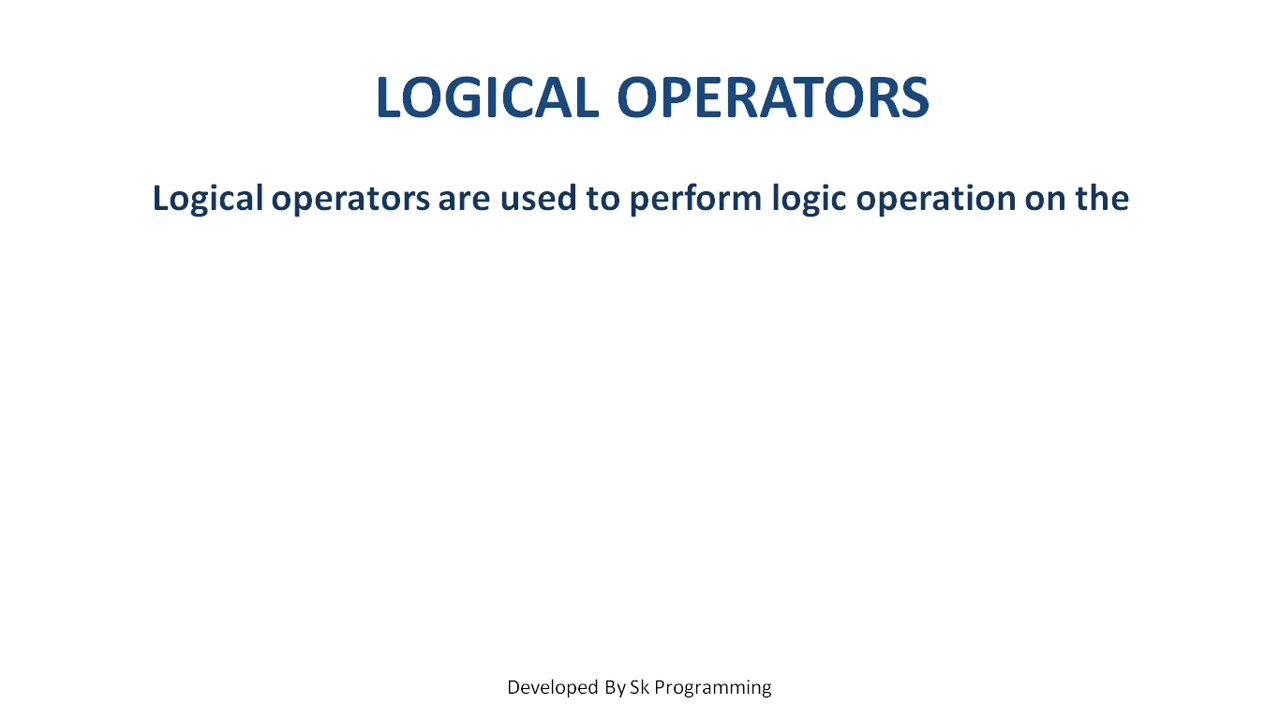 LOGICAL OPERATORS
Logical operators are used to perform logic operation on the
Developed By Sk Programming